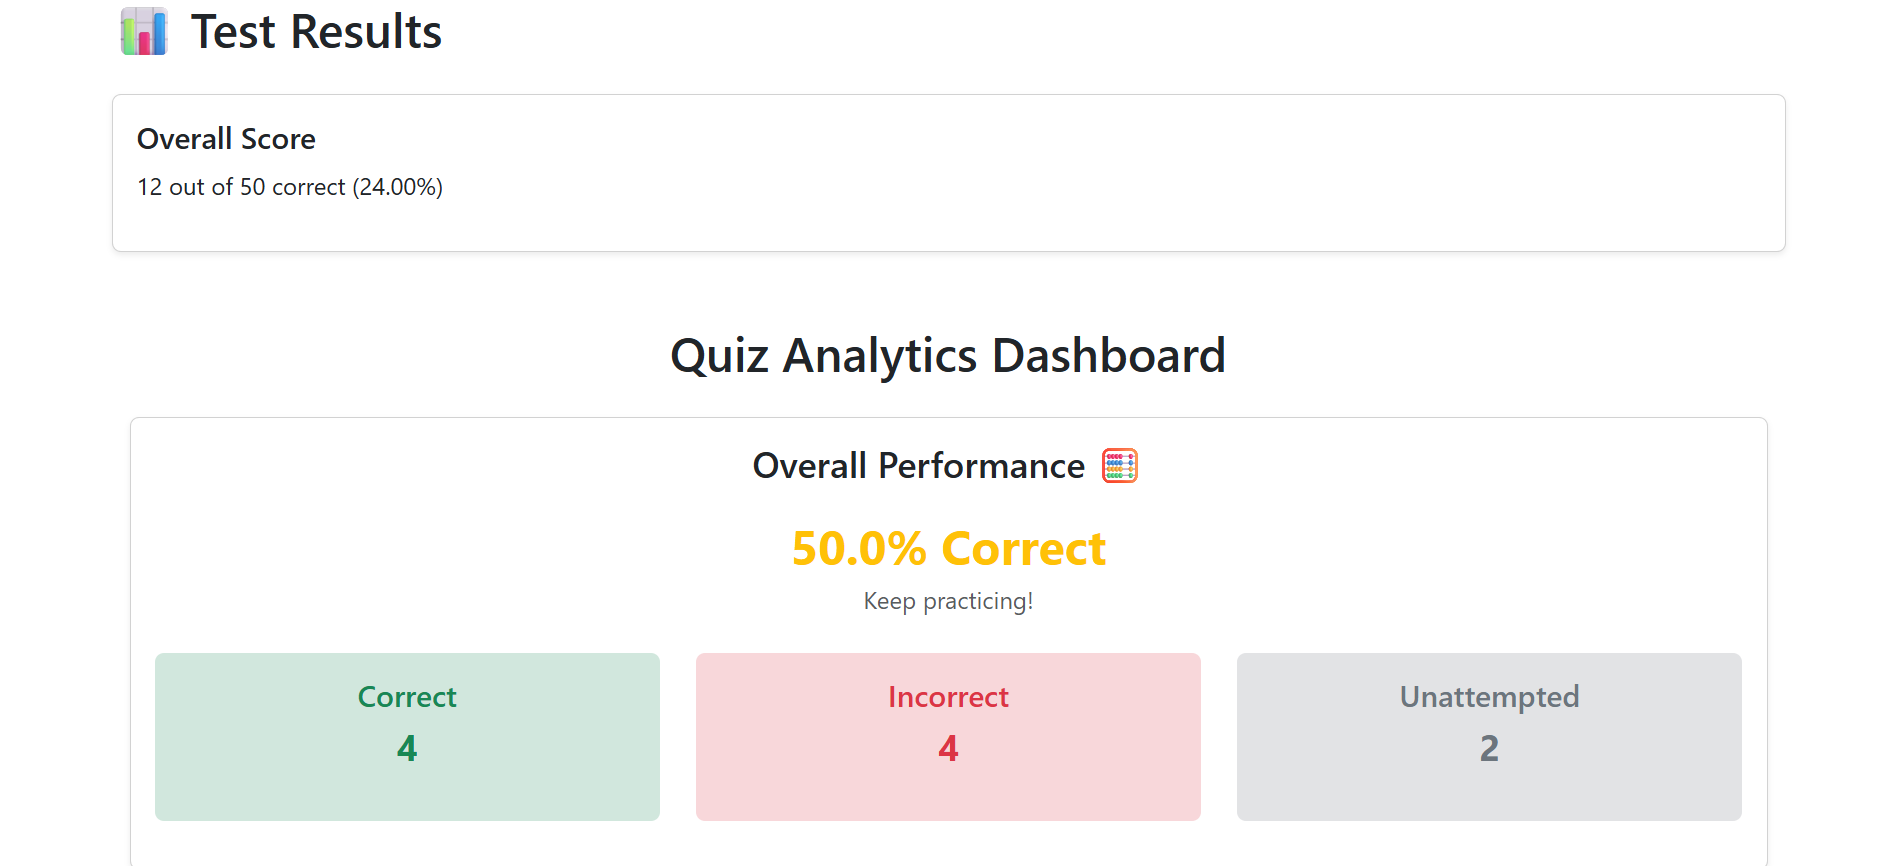 Test Results
Overall Score
12 out of 50 correct (24.00%)
Quiz Analytics Dashboard
Overall Performance
50.0% Correct
Keep practicing!
Correct
4
Incorrect
4
Unattempted
2